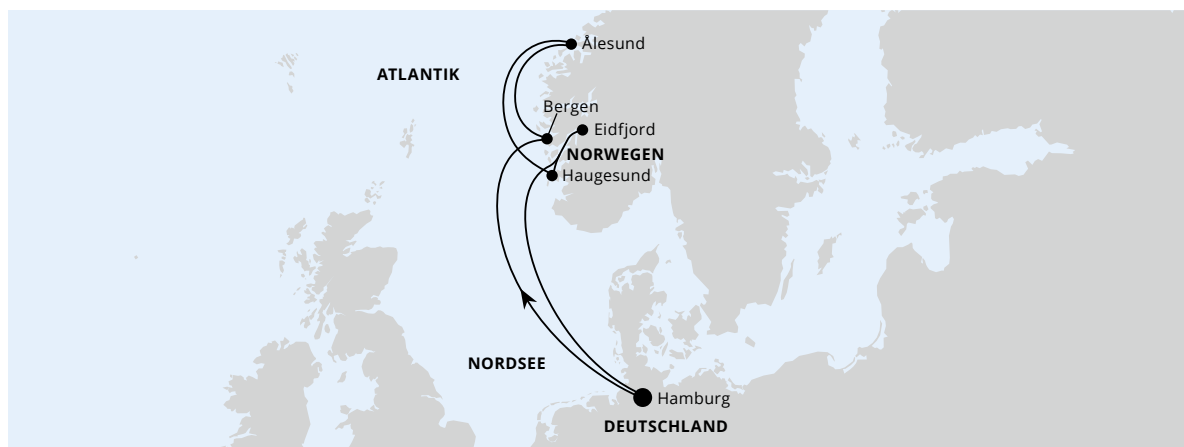 Ålesund
ATLANTIK
Bergen
Eidfjord
NORWEGEN
Haugesund
NORDSEE
Hamburg
DEUTSCHLAND